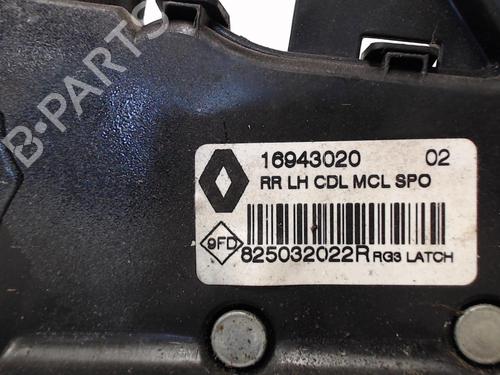 B-PARTS
16943020 02
RR LH CDL MCL SPO
9FD 825032022R RG3 LATCH